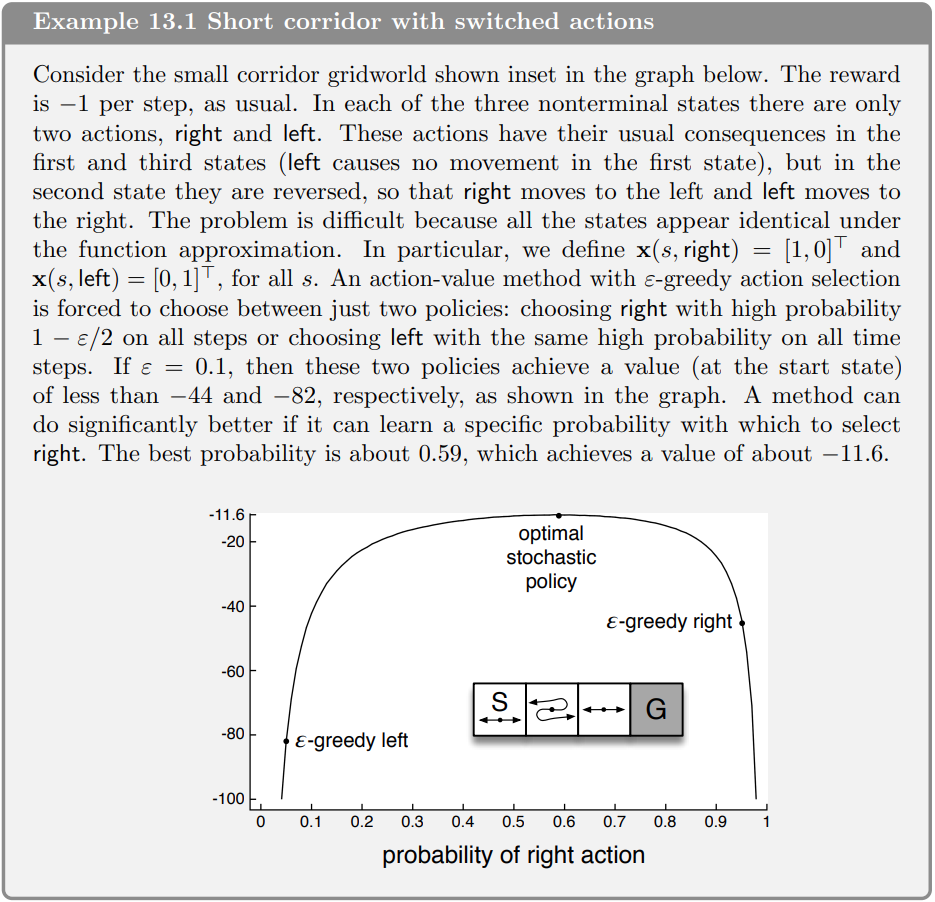 Example 13.1 Short corridor with switched actions
Consider the small corridor gridworld shown inset in the graph below. The reward
is −1 per step, as usual. In each of the three nonterminal states there are only
two actions, right and left. These actions have their usual consequences in the
first and third states (left causes no movement in the first state), but in the
second state they are reversed, so that right moves to the left and left moves to
the right. The problem is difficult because all the states appear identical under
the function approximation. In particular, we define x(s, right) = [1, 0]⊤ and
x(s, left) = [0, 1]⊤, for all s. An action-value method with ε-greedy action selection
is forced to choose between just two policies: choosing right with high probability
1 − ε/2 on all steps or choosing left with the same high probability on all time
steps. If ε = 0.1, then these two policies achieve a value (at the start state)
of less than −44 and −82, respectively, as shown in the graph. A method can
do significantly better if it can learn a specific probability with which to select
right. The best probability is about 0.59, which achieves a value of about −11.6.
-11.6
-20
-40
-60
-80
-100
optimal
stochastic
policy
ε-greedy right
S
G
ε-greedy left
0 0.1 0.2 0.3 0.4 0.5 0.6 0.7 0.8 0.9 1
probability of right action